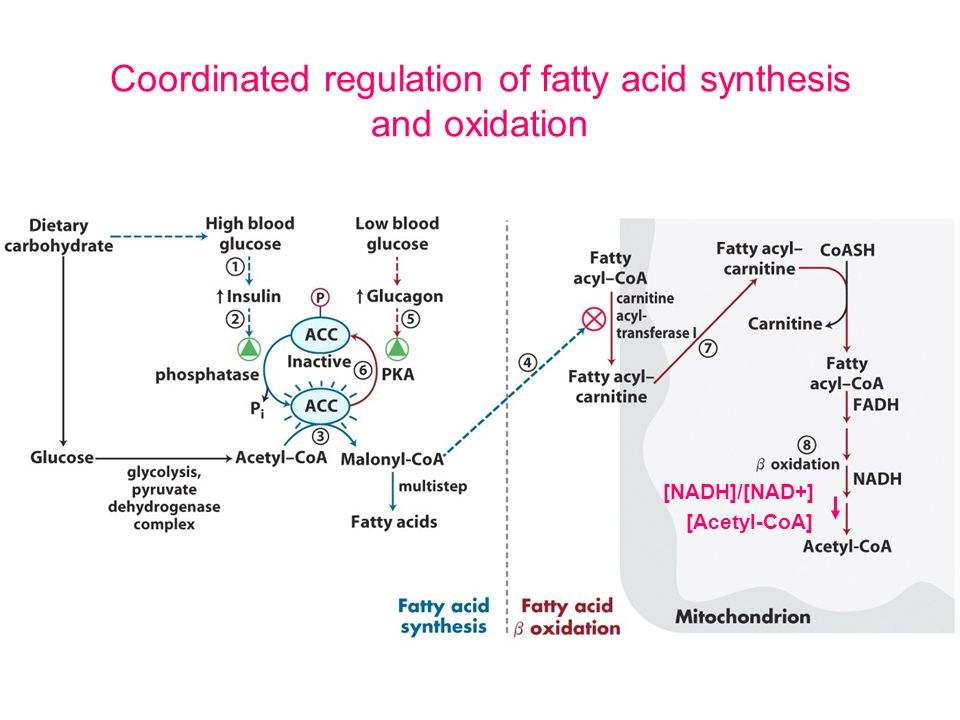 Coordinated regulation of fatty acid synthesis
and oxidation
Dietary
carbohydrate
High blood
glucose
Low blood
glucose
①
↑Insulin
②
P
↑Glucagon
⑤
ACC
Inactive
phosphatase
⑥
PKA
Pi
ACC
③
Glucose
glycolysis,
pyruvate
dehydrogenase
complex
Acetyl–CoA
Malonyl-CoA
multistep
Fatty acids
④
Fatty acid
synthesis
Fatty acid
β oxidation
Fatty
acyl–CoA
carnitine
acyl-
transferase I
Fatty acyl–
carnitine
⑦
Fatty acyl–
carnitine
CoASH
Carnitine
Fatty
acyl–CoA
FADH
⑧
β oxidation
NADH
[NADH]/[NAD+]
[Acetyl-CoA]
Acetyl-CoA
Mitochondrion